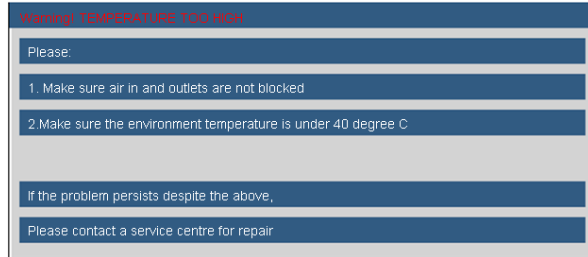 Warning! TEMPERATURE TOO HIGH
Please:
1. Make sure air in and outlets are not blocked
2.Make sure the environment temperature is under 40 degree C
If the problem persists despite the above,
Please contact a service centre for repair